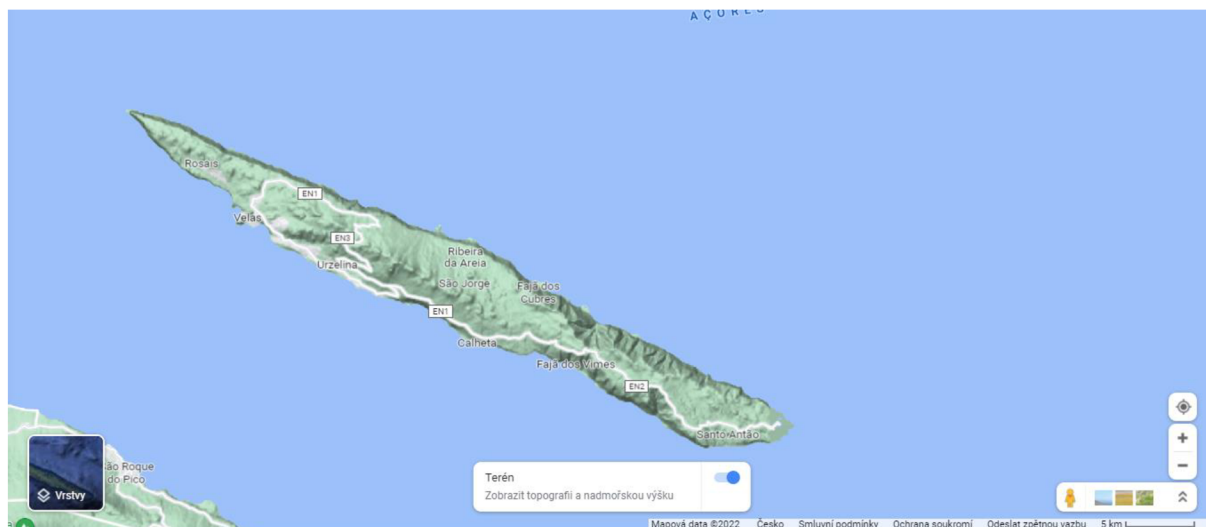 AÇORES
Rosais
EN1
Velas
EN3
Urzelina
Ribeira
da Areia
São Jorge
Fajã dos
Cubres
EN1
Calheta
Fajã dos Vimes
EN2
Santo Antão
São Roque
do Pico
Vrstvy
Terén
Zobrazit topografii a nadmořskou výšku
Mapová data ©2022 Česko Smluvní podmínky Ochrana soukromí Odeslat zpětnou vazbu 5 km